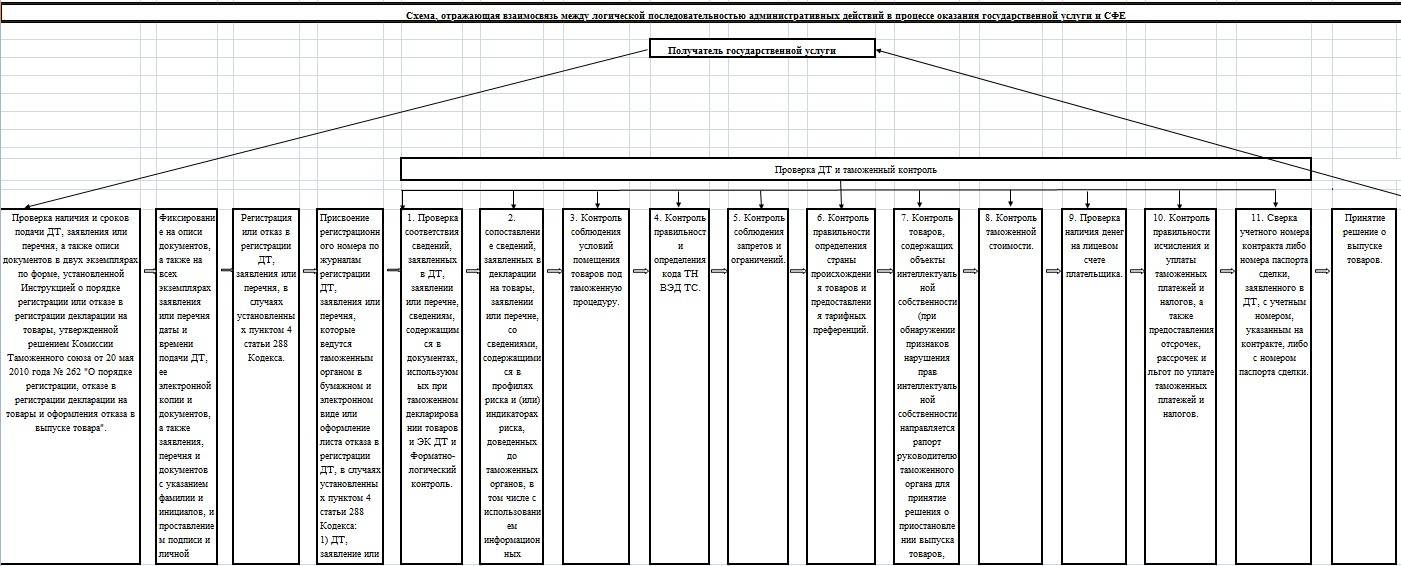 Схема, отражающая взаимосвязь между логической последовательностью административных действий в процессе оказания государственной услуги и СФЕ
Получатель государственной услуги
Проверка ДТ и таможенный контроль
Проверка наличия и сроков
подачи ДТ, заявления или
перечня, а также описи
документов в двух экземплярах
по форме, установленной
Инструкцией о порядке
регистрации или отказе в
регистрации декларации на
товары, утвержденной
решением Комиссии
Таможенного союза от 20 мая
2010 года № 262 "О порядке
регистрации, отказе в
регистрации декларации на
товары и оформления отказа в
выпуске товара".
Фиксировани
е на описи
документов,
а также на
всех
экземплярах
заявления
или перечня
даты и
времени
подачи ДТ,
ее
электронной
копии и
документов,
а также
заявления,
перечня и
документов
с указанием
фамилии и
инициалов, и
проставление
м подписи и
личной
Регистрация
или отказ в
регистрации
ДТ,
заявления или
перечня, в
случаях
установленны
х пунктом 4
статьи 288
Кодекса.
Присвоение
регистрационн
ого номера по
журналам
регистрации
ДТ,
заявления или
перечня,
которые
ведутся
таможенным
органом в
бумажном и
электронном
виде или
оформление
листа отказа в
регистрации
ДТ, в случаях
установленны
х пунктом 4
статьи 288
Кодекса:
1) ДТ,
заявление или
1. Проверка
соответствия
сведений,
заявленных
в ДТ,
заявлении
или перечне,
сведениям,
содержащим
ся в
документах,
используюм
ых при
таможенном
деклариров
нии товаров
и ЭК ДТ и
Форматно-
логический
контроль.
2.
сопоставлени
е сведений,
заявленных в
декларации
на товары,
заявлении
или перечне,
со
сведениями,
содержащими
ся в
профилях
риска и (или)
индикаторах
риска,
доведенных
до
таможенных
органов, в
том числе с
использовани
ем
информацион
ных
3. Контроль
соблюдения
условий
помещения
товаров под
таможенную
процедуру.
4. Контроль
правильност
и
определения
кода ТН
ВЭД ТС.
5. Контроль
соблюдения
запретов и
ограничений.
6. Контроль
правильности
определения
страны
происхожден
я товаров и
предоставлени
я тарифных
преференций.
7. Контроль
товаров,
содержащих
объекты
интеллектуаль
ной
собственности
(при
обнаружении
признаков
нарушения
прав
интеллектуаль
ной
собственности
направляется
рапорт
руководителю
таможенного
органа для
принятие
решения о
приостановле
нии выпуска
товаров,
8. Контроль
таможенной
стоимости.
9. Проверка
наличия денег
на лицевом
счете
плательщика.
10. Контроль
правильности
исчисления и
уплаты
таможенных
платежей и
налогов, а
также
предоставления
отсрочек,
рассрочек и
льгот по уплате
таможенных
платежей и
налогов.
11. Сверка
учетного номера
контракта либо
номера паспорта
сделки,
заявленного в
ДТ, с учетным
номером,
указанным на
контракте, либо
с номером
паспорта сделки.
Принятие
решение о
выпуске
товаров.